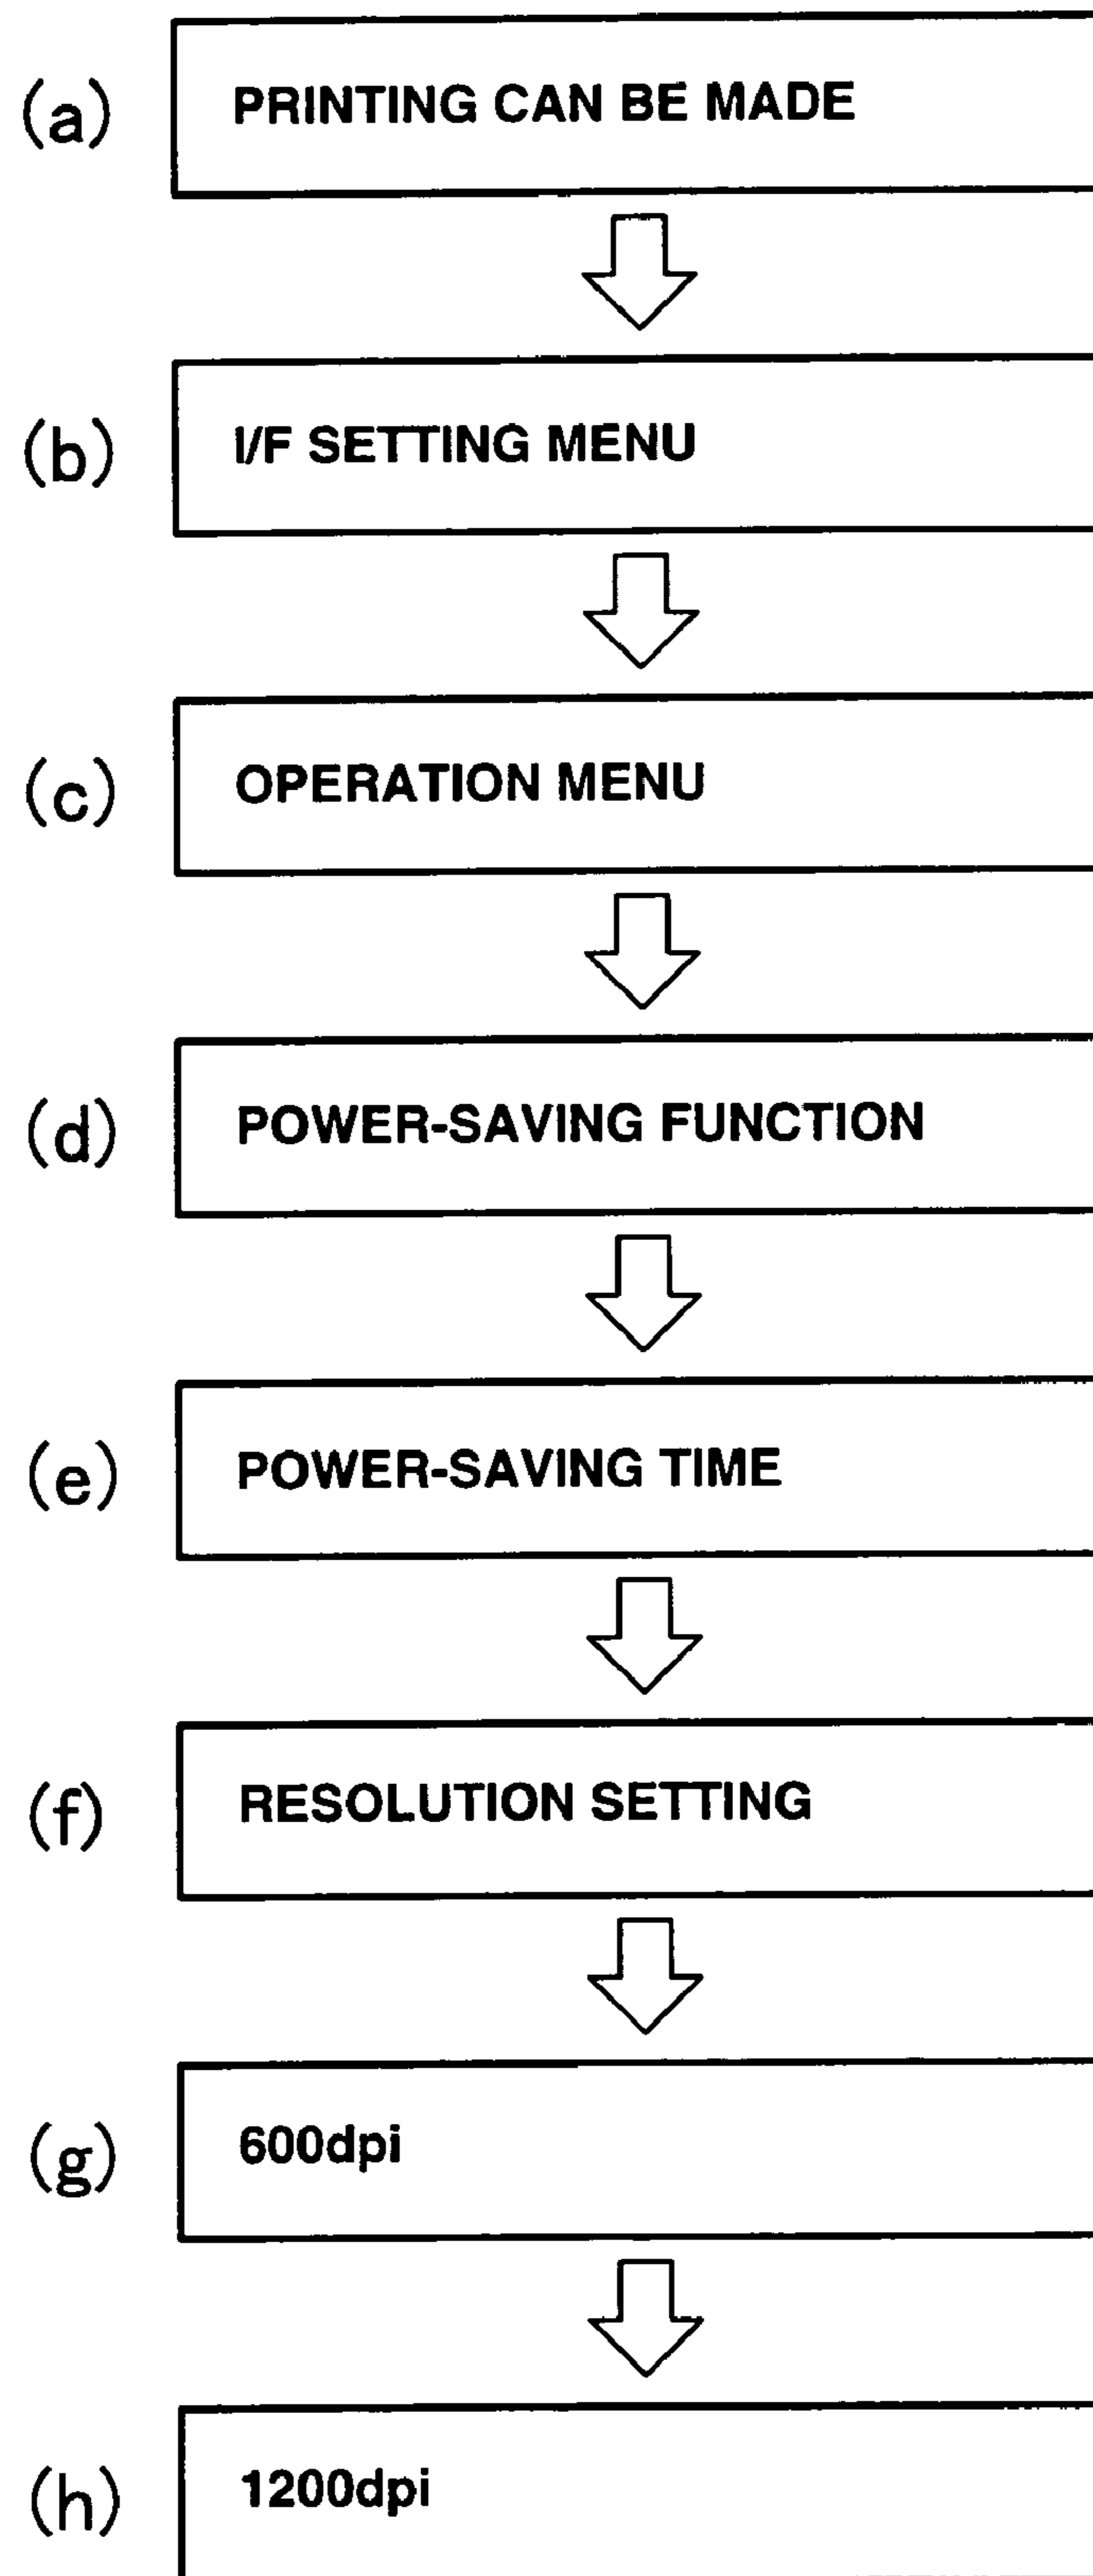 (a) PRINTING CAN BE MADE
(b) I/F SETTING MENU
(c) OPERATION MENU
(d) POWER-SAVING FUNCTION
(e) POWER-SAVING TIME
(f) RESOLUTION SETTING
(g) 600dpi
(h) 1200dpi